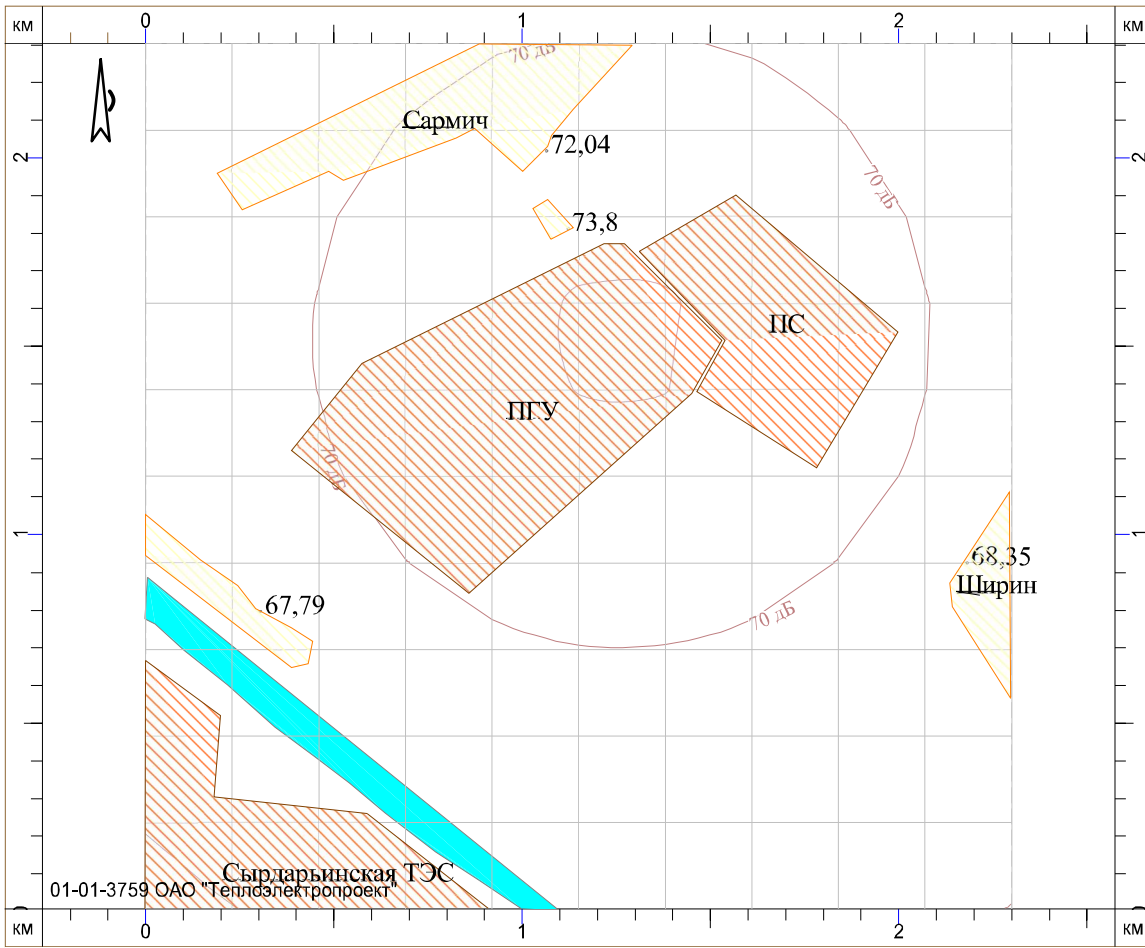 км 0 1 2 км
70 дБ
Сармич
72,04
2 2
70 дБ
73,8
ПС
ПГУ
70 дБ
1 1
68,35
Ширин
67,79
70 дБ
Сырдарьинская ТЭС
01-01-3759 ОАО "Теплоэлектропроект"
0 0
км 0 1 2 км